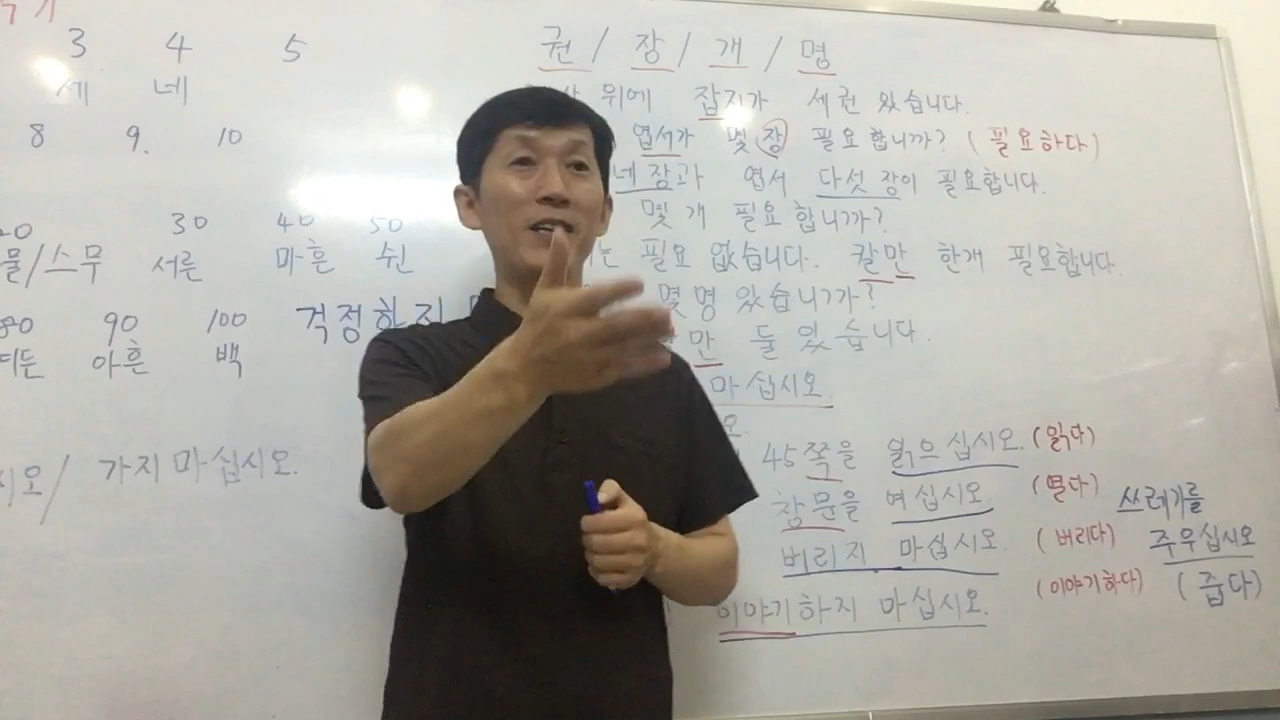 3 4 5
세 네
8 9. 10
30 40 50
물/스무 서른 마흔 쉰
80 90 100
여든 아흔 백
걱정하지
시오/ 가지 마십시오.
권 / 장 / 개 / 명
위에 잡지가 세권 있습니다.
엽서가 몇 장 필요합니까? (필요하다)
네 장과 엽서 다섯 장이 필요합니다.
몇 개 필요합니까?
는 필요 없습니다. 칼만 한개 필요합니다.
몇 명 있습니까?
만 둘 있습니다.
마십시오.
오.
45쪽을 읽으십시오. (읽다)
창문을 여십시오. (열다)
버리지 마십시오. (버리다)
이야기하지 마십시오. (이야기하다)
쓰레기를
주우십시오
(줍다)